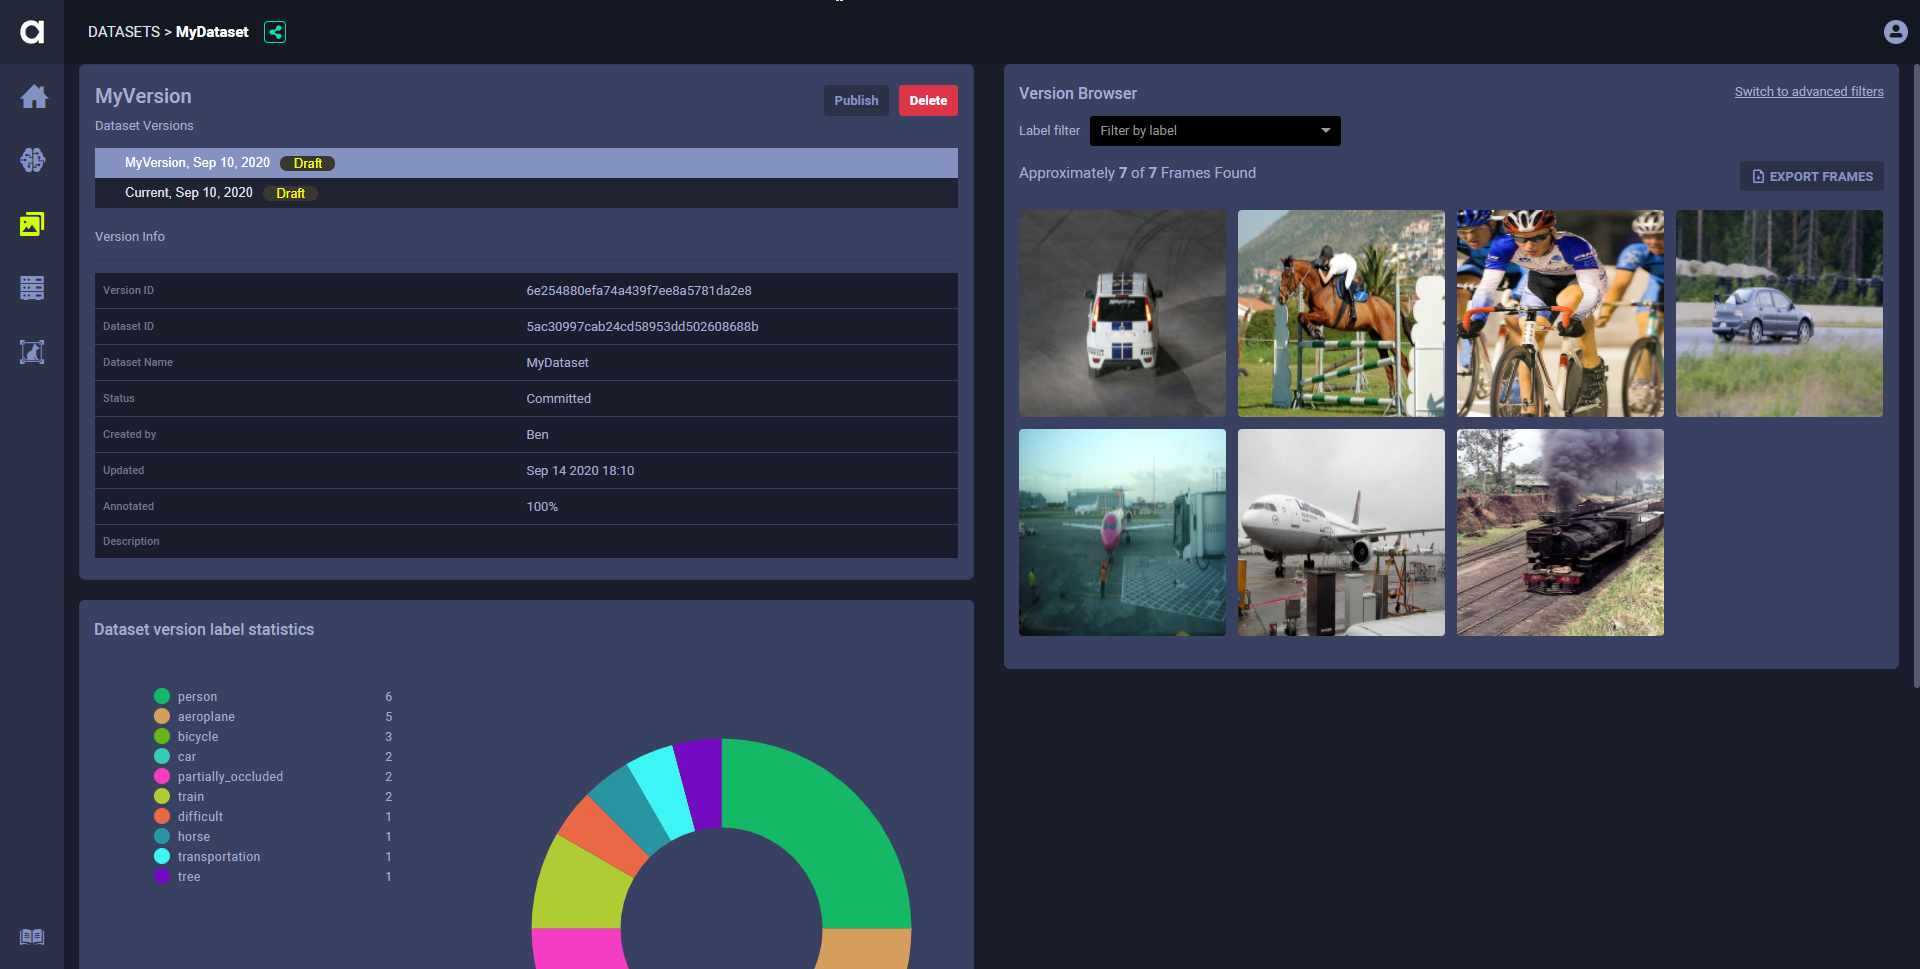 DATASETS > MyDataset
MyVersion
Publish
Delete
Dataset Versions
MyVersion, Sep 10, 2020 Draft
Current, Sep 10, 2020 Draft
Version Info
Version ID 6e254880efa74a439f7ee8a5781da2e8
Dataset ID 5ac30997cab24cd58953dd502608688b
Dataset Name MyDataset
Status Committed
Created by Ben
Updated Sep 14 2020 18:10
Annotated 100%
Description
Dataset version label statistics
person 6
aeroplane 5
bicycle 3
car 2
partially_occluded 2
train 2
difficult 1
horse 1
transportation 1
tree 1
Version Browser
Switch to advanced filters
Label filter Filter by label
Approximately 7 of 7 Frames Found
EXPORT FRAMES